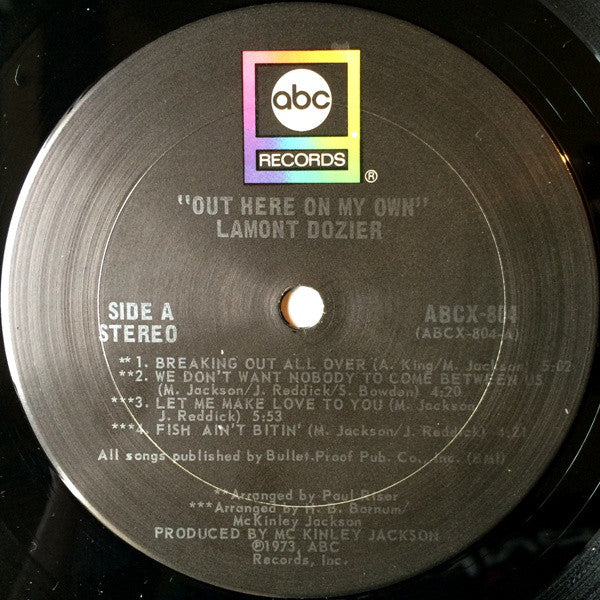 abc
RECORDS
®
"OUT HERE ON MY OWN"
LAMONT DOZIER
SIDE A
STEREO
ABCX-804
(ABCX-804-A)
**1. BREAKING OUT ALL OVER (A. King/M. Jackson) 5:02
**2. WE DON'T WANT NOBODY TO COME BETWEEN US
(M. Jackson/J. Reddick/S. Bowden) 4:20
***3. LET ME MAKE LOVE TO YOU (M. Jackson/
J. Reddick) 5:53
***4. FISH AIN'T BITIN' (M. Jackson/J. Reddick) 4:21
All songs published by Bullet-Proof Pub. Co., Inc. (BMI)
**Arranged by Paul Riser
***Arranged by H. B. Barnum/
McKinley Jackson
PRODUCED BY MC KINLEY JACKSON
℗1973, ABC
Records, Inc.